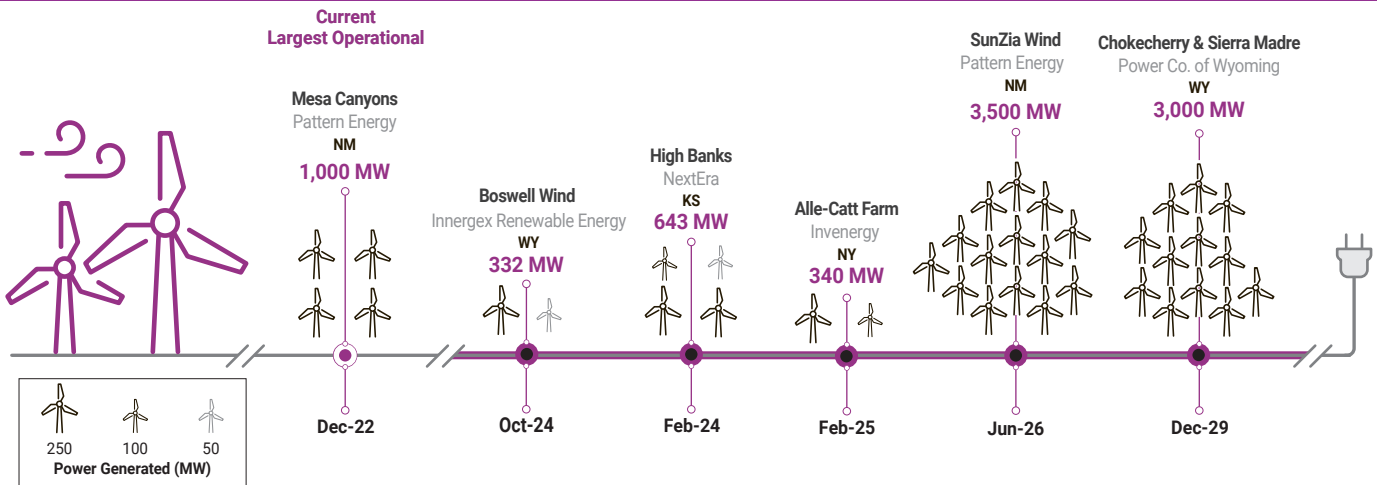 Current
Largest Operational
Mesa Canyons
Pattern Energy
NM
1,000 MW
Boswell Wind
Innergex Renewable Energy
WY
332 MW
High Banks
NextEra
KS
643 MW
Alle-Catt Farm
Invenergy
NY
340 MW
SunZia Wind
Pattern Energy
NM
3,500 MW
Chokecherry & Sierra Madre
Power Co. of Wyoming
WY
3,000 MW
Dec-22
Oct-24
Feb-24
Feb-25
Jun-26
Dec-29
250
100
50
Power Generated (MW)